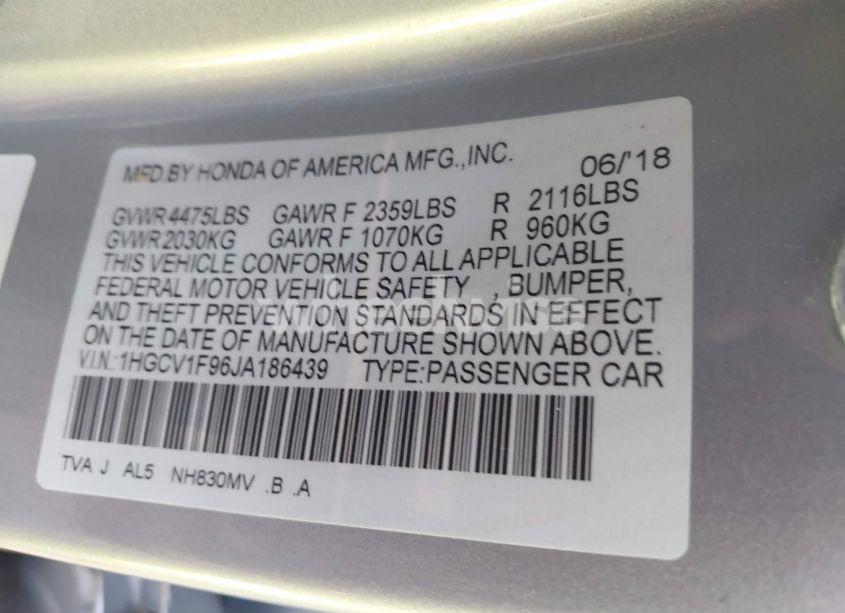 MFD.BY HONDA OF AMERICA MFG.,INC. 06/'18
GVWR 4475LBS GAWR F 2359LBS R 2116LBS
GVWR 2030KG GAWR F 1070KG R 960KG
THIS VEHICLE CONFORMS TO ALL APPLICABLE
FEDERAL MOTOR VEHICLE SAFETY , BUMPER,
AND THEFT PREVENTION STANDARDS IN EFFECT
ON THE DATE OF MANUFACTURE SHOWN ABOVE.
V.I.N.:1HGCV1F96JA186439 TYPE:PASSENGER CAR
TVA J AL5 NH830MV .B .A